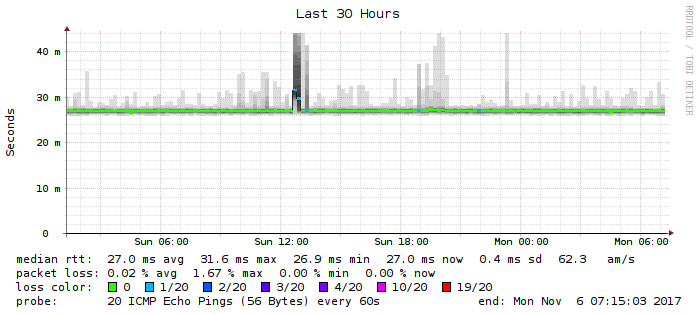 Last 30 Hours
RRDTOOL / TOBI OETIKER
Seconds
40 m
30 m
20 m
10 m
0
Sun 06:00 Sun 12:00 Sun 18:00 Mon 00:00 Mon 06:00
median rtt: 27.0 ms avg 31.6 ms max 26.9 ms min 27.0 ms now 0.4 ms sd 62.3 am/s
packet loss: 0.02 % avg 1.67 % max 0.00 % min 0.00 % now
loss color: 0 1/20 2/20 3/20 4/20 10/20 19/20
probe: 20 ICMP Echo Pings (56 Bytes) every 60s end: Mon Nov 6 07:15:03 2017